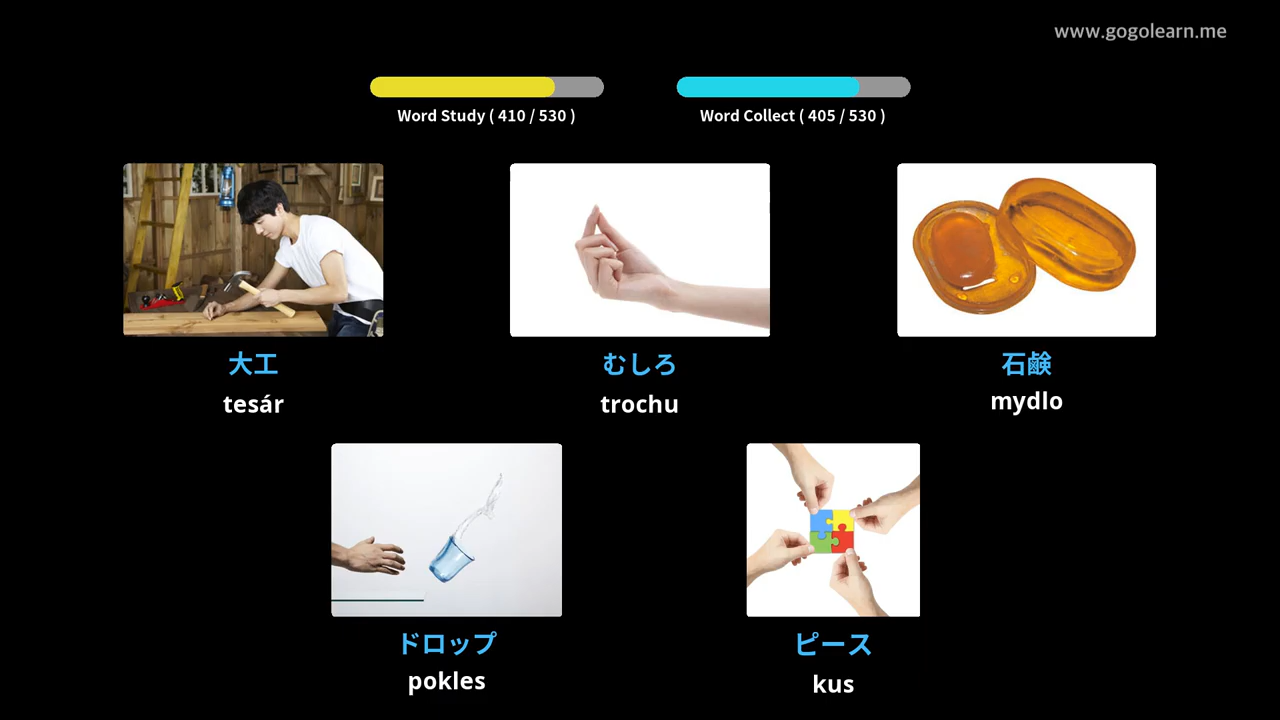 www.gogolearn.me
Word Study ( 410 / 530 )
Word Collect ( 405 / 530 )
大工
むしろ
石鹸
tesár
trochu
mydlo
ドロップ
ピース
pokles
kus